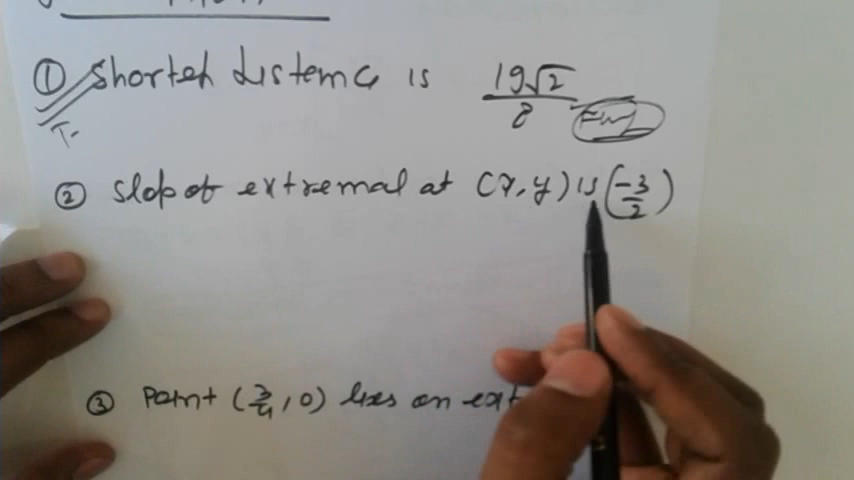 ① Shortest distance is 19√2/8
② Slop of extremal at (x, y) is (-3/2)
③ Point (3/4, 0) lies on ext